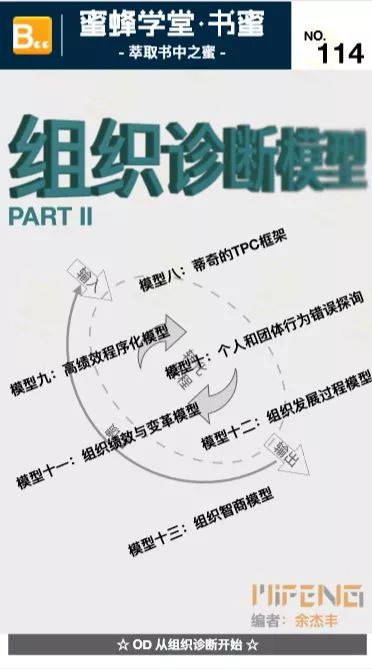 B
蜜蜂学堂·书蜜
- 萃取书中之蜜 -
NO.
114
组织诊断模型
PART II
输入
模型八：蒂奇的TPC框架
模型九：高绩效程序化模型
模型十：个人和团体行为错误探询
模型十一：组织绩效与变革模型
模型十二：组织发展过程模型
模型十三：组织智商模型
MIFENG
编者：余杰丰
☆ OD 从组织诊断开始 ☆